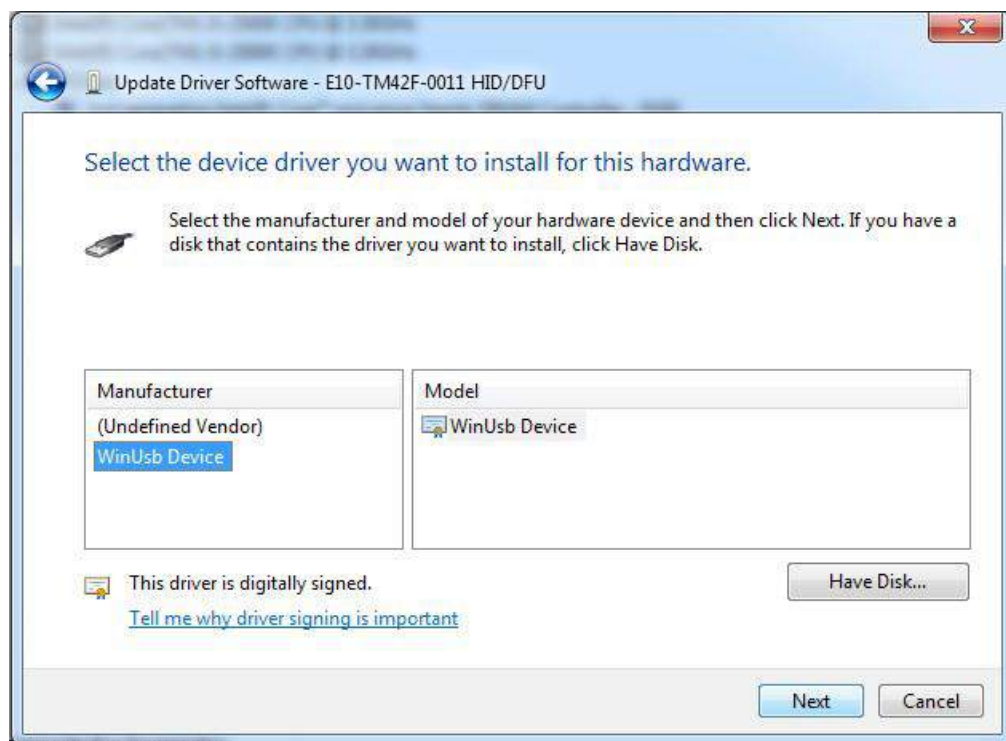 Update Driver Software - E10-TM42F-0011 HID/DFU
Select the device driver you want to install for this hardware.
Select the manufacturer and model of your hardware device and then click Next. If you have a
disk that contains the driver you want to install, click Have Disk.
Manufacturer
Model
(Undefined Vendor)
WinUsb Device
WinUsb Device
This driver is digitally signed.
Have Disk...
Tell me why driver signing is important
Next
Cancel